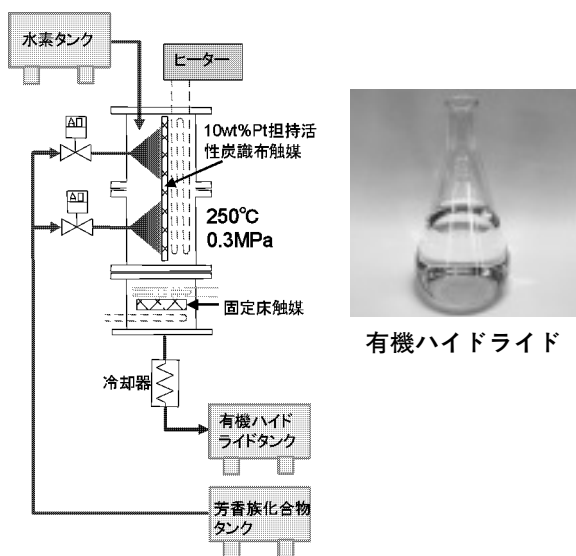 水素タンク
ヒーター
10wt%Pt担持活
性炭識布触媒
250℃
0.3MPa
固定床触媒
冷却器
有機ハイド
ライドタンク
芳香族化合物
タンク
有機ハイドライド